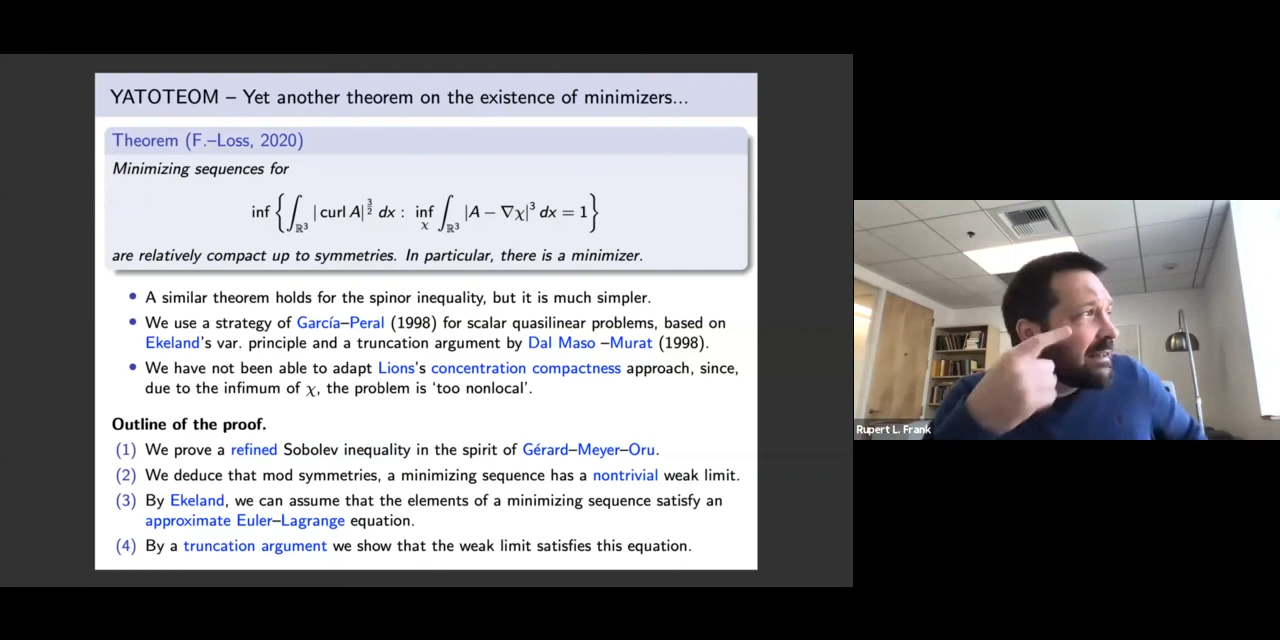 YATOTEOM – Yet another theorem on the existence of minimizers...
Theorem (F.–Loss, 2020)
Minimizing sequences for
inf { ∫_{ℝ³} | curl A|^{3/2} dx : inf_χ ∫_{ℝ³} |A − ∇χ|³ dx = 1 }
are relatively compact up to symmetries. In particular, there is a minimizer.
• A similar theorem holds for the spinor inequality, but it is much simpler.
• We use a strategy of García–Peral (1998) for scalar quasilinear problems, based on
Ekeland's var. principle and a truncation argument by Dal Maso –Murat (1998).
• We have not been able to adapt Lions's concentration compactness approach, since,
due to the infimum of χ, the problem is 'too nonlocal'.
Outline of the proof.
(1) We prove a refined Sobolev inequality in the spirit of Gérard–Meyer–Oru.
(2) We deduce that mod symmetries, a minimizing sequence has a nontrivial weak limit.
(3) By Ekeland, we can assume that the elements of a minimizing sequence satisfy an
approximate Euler–Lagrange equation.
(4) By a truncation argument we show that the weak limit satisfies this equation.
Rupert L. Frank